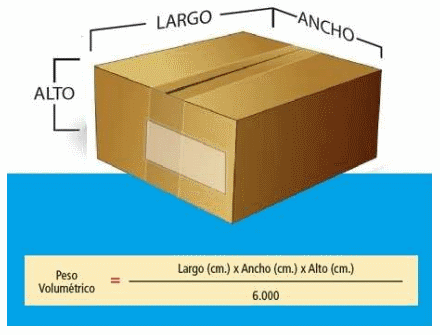 LARGO
ANCHO
ALTO
Peso
Volumétrico
=
Largo (cm.) x Ancho (cm.) x Alto (cm.)
6.000